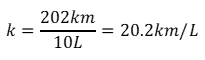 k = 202km/10L = 20.2km/L